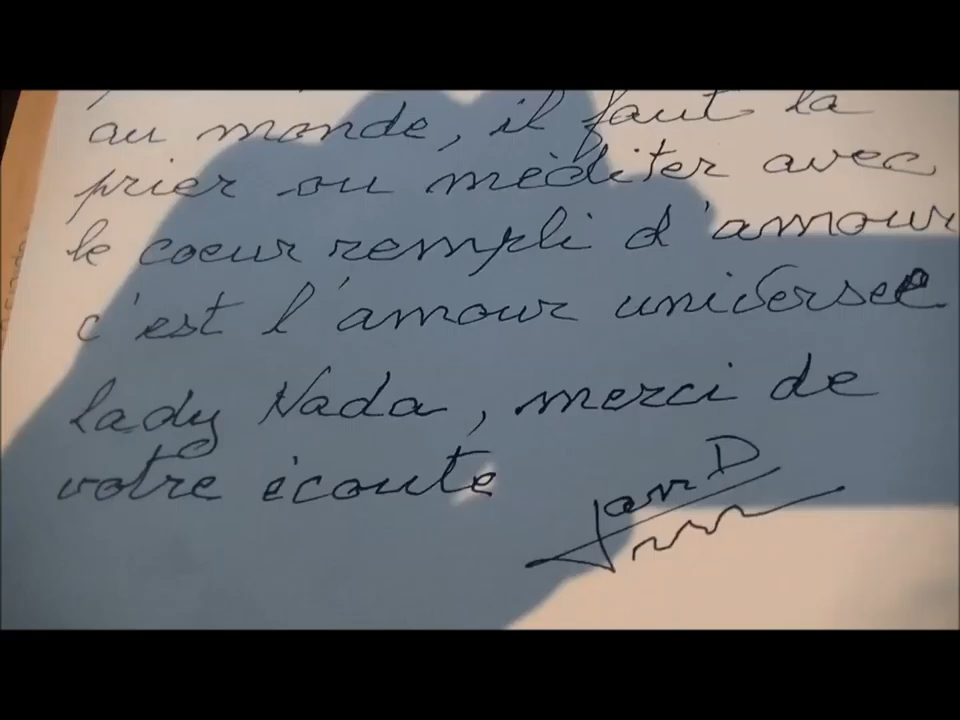 au monde, il faut la
prier ou méditer avec
le coeur rempli d'amour
c'est l'amour universel
Lady Nada, merci de
votre écoute